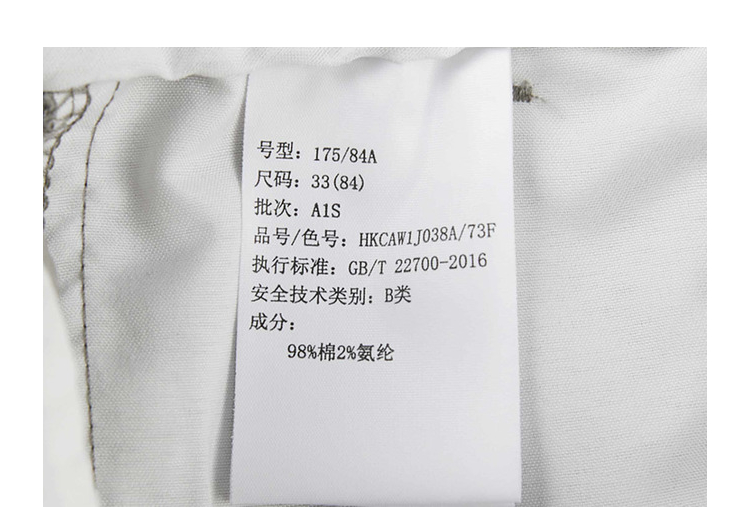 号型：175/84A
尺码：33(84)
批次：A1S
品号/色号：HKCAW1J038A/73F
执行标准：GB/T 22700-2016
安全技术类别：B类
成分：
98%棉2%氨纶